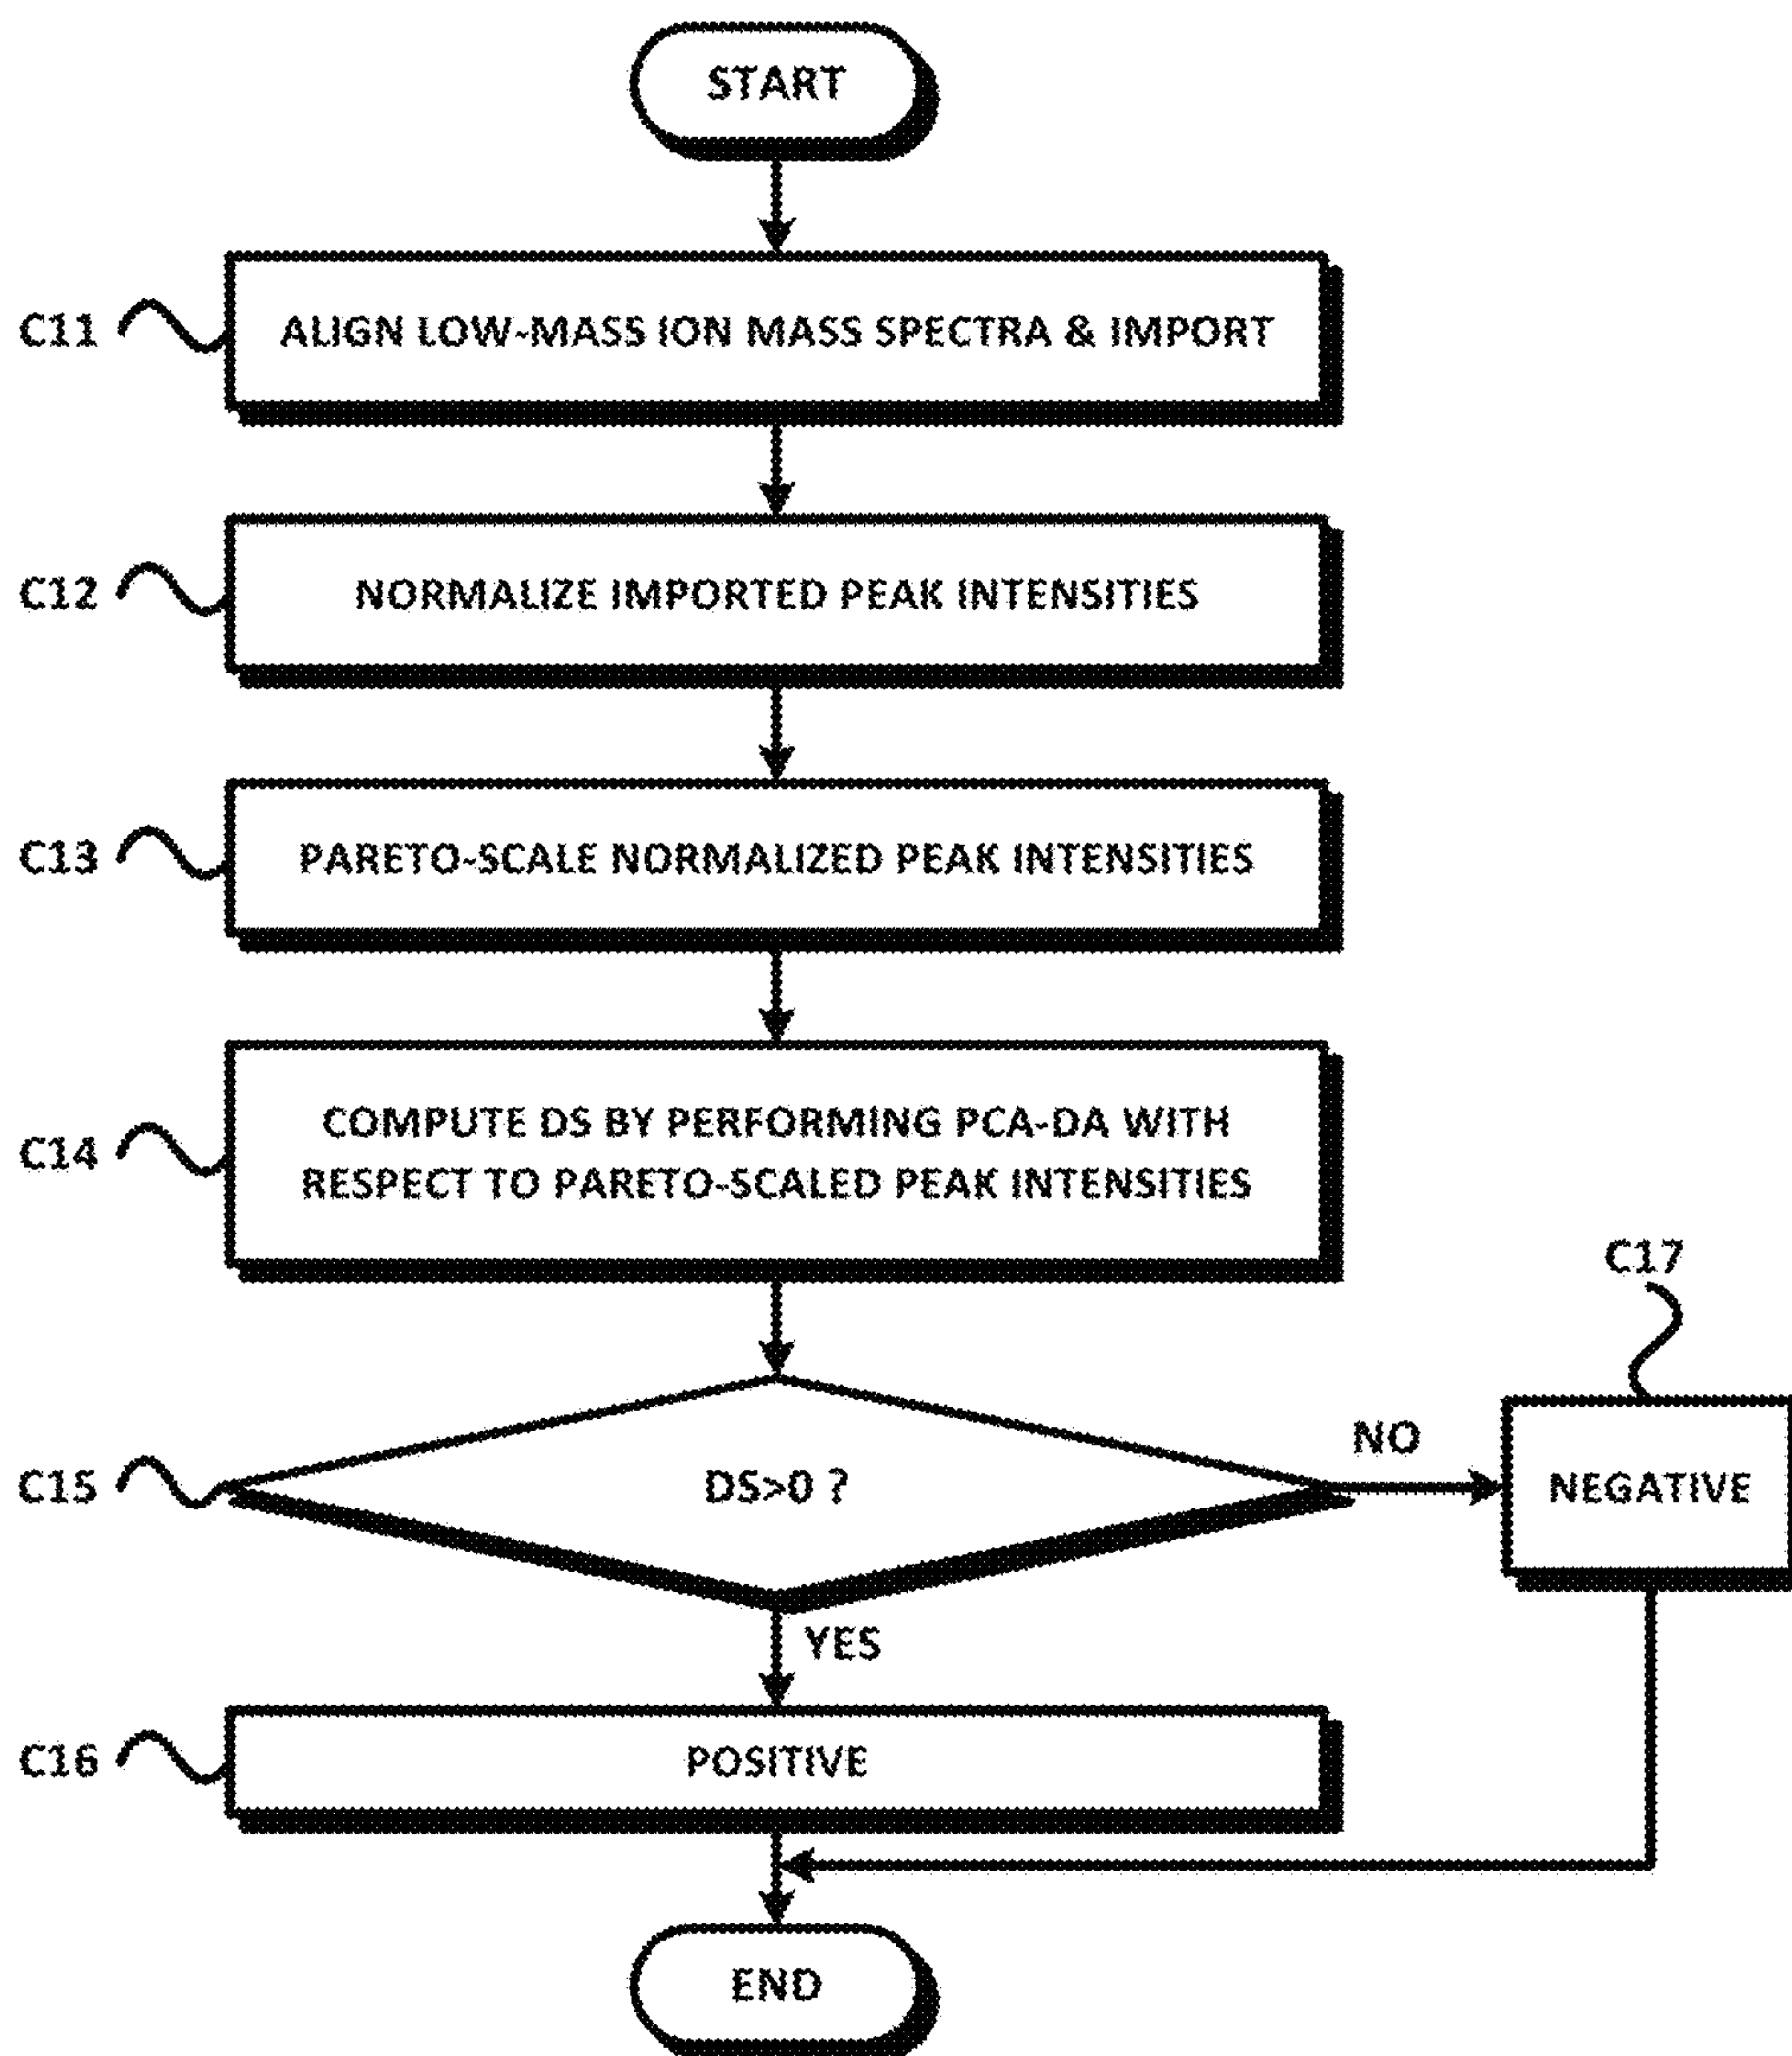 START
C11
ALIGN LOW-MASS ION MASS SPECTRA & IMPORT
C12
NORMALIZE IMPORTED PEAK INTENSITIES
C13
PARETO-SCALE NORMALIZED PEAK INTENSITIES
C14
COMPUTE DS BY PERFORMING PCA-DA WITH
RESPECT TO PARETO-SCALED PEAK INTENSITIES
C17
C15
DS>0 ?
NO
NEGATIVE
YES
C16
POSITIVE
END